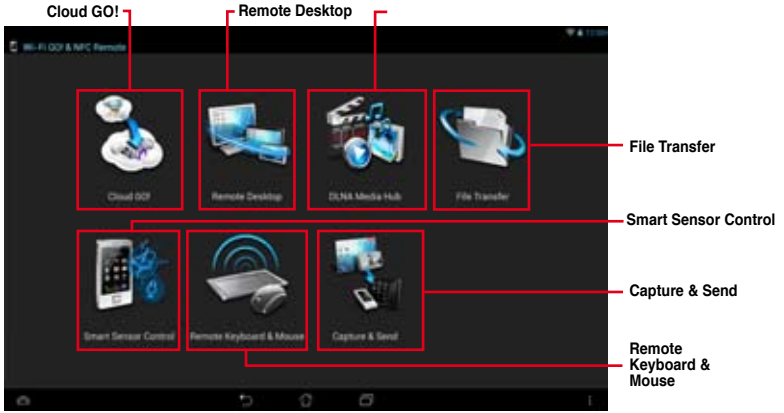 Cloud GO!
Remote Desktop
Wi-Fi GO! & NFC Remote
Cloud GO!
Remote Desktop
DLNA Media Hub
File Transfer
File Transfer
Smart Sensor Control
Smart Sensor Control
Remote Keyboard & Mouse
Capture & Send
Capture & Send
Remote
Keyboard &
Mouse